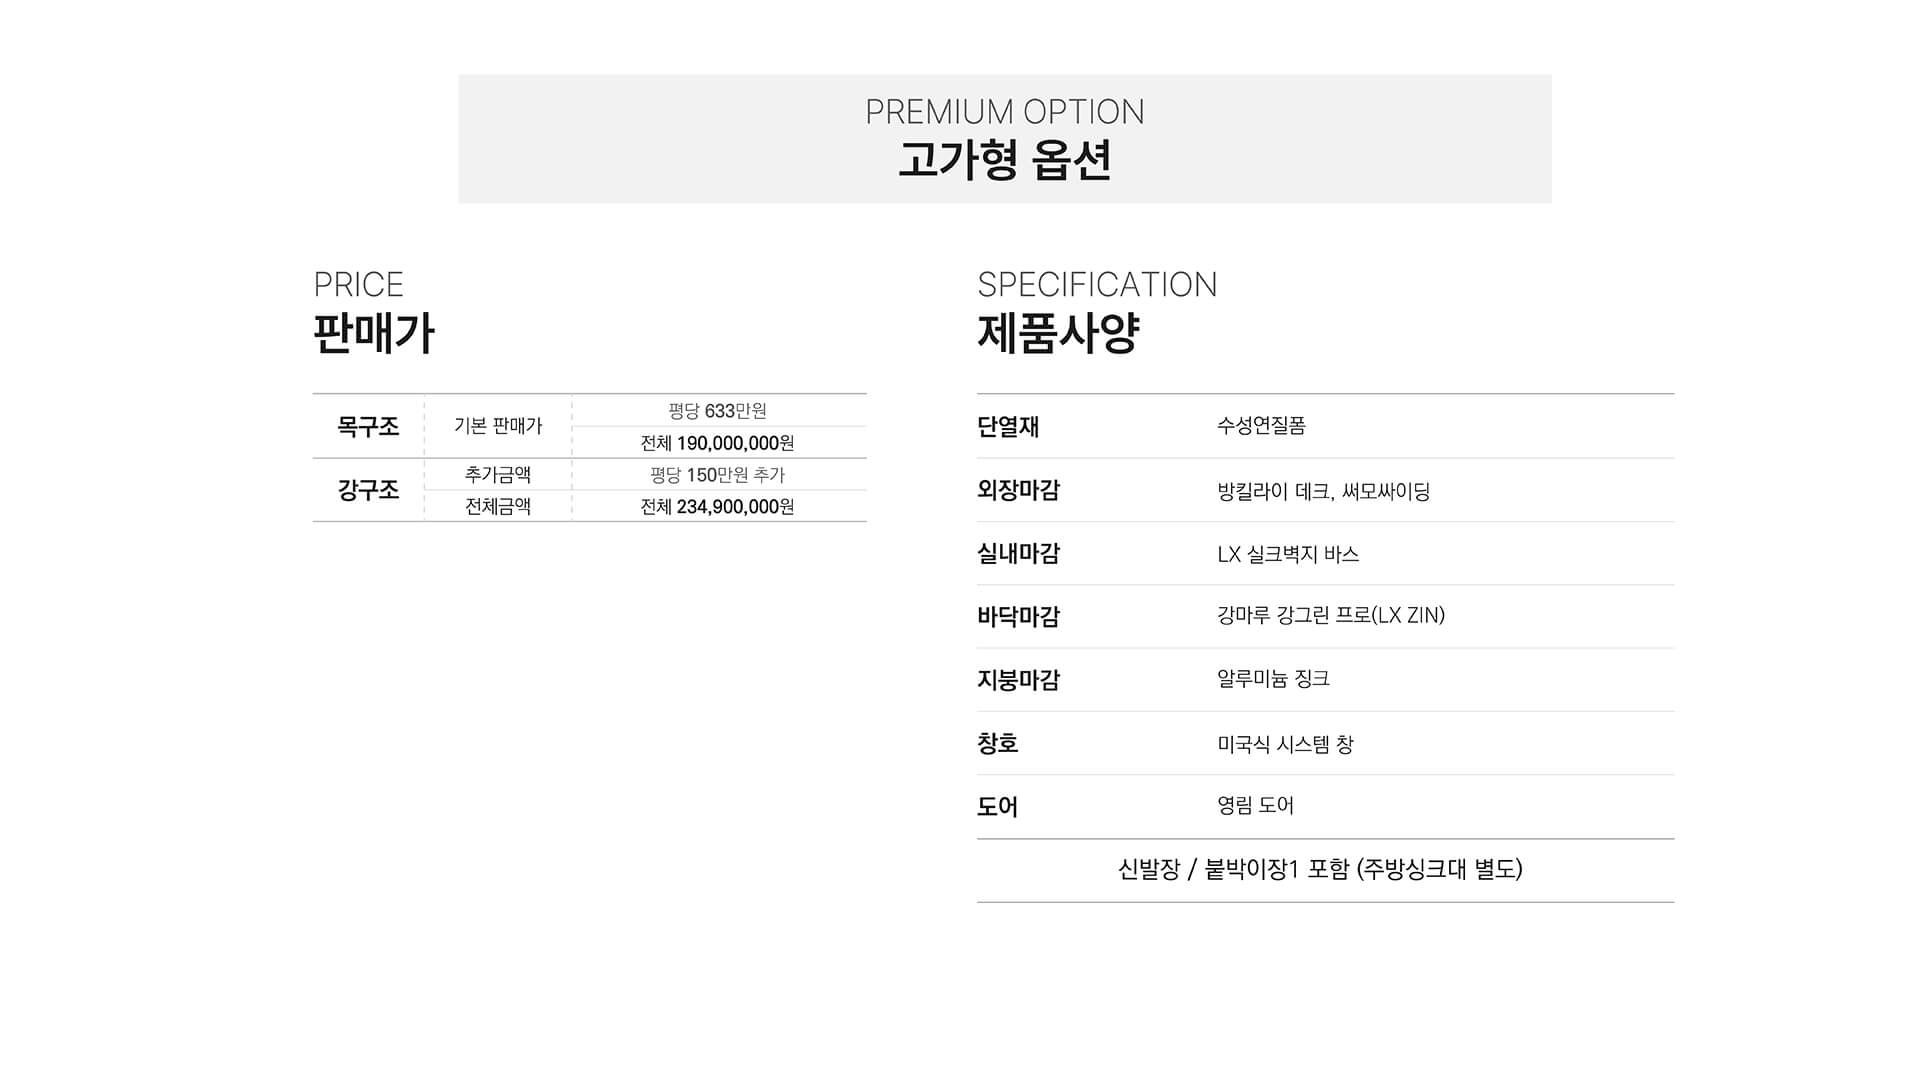 PREMIUM OPTION
고가형 옵션
PRICE
판매가
목구조 기본 판매가 평당 633만원
전체 190,000,000원
강구조 추가금액 평당 150만원 추가
전체금액 전체 234,900,000원
SPECIFICATION
제품사양
단열재 수성연질폼
외장마감 방킬라이 데크, 써모싸이딩
실내마감 LX 실크벽지 바스
바닥마감 강마루 강그린 프로(LX ZIN)
지붕마감 알루미늄 징크
창호 미국식 시스템 창
도어 영림 도어
신발장 / 붙박이장1 포함 (주방싱크대 별도)